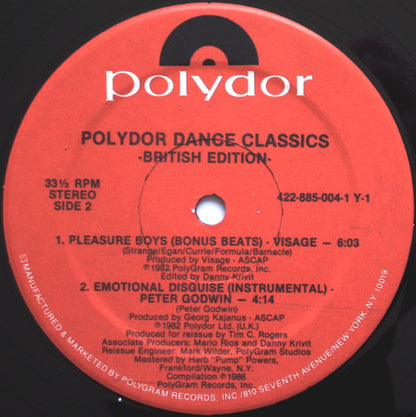 polydor
POLYDOR DANCE CLASSICS
-BRITISH EDITION-
33⅓ RPM
STEREO
SIDE 2
422-885-004-1 Y-1
1. PLEASURE BOYS (BONUS BEATS) - VISAGE — 6:03
(Strange/Egan/Currie/Formula/Barnacle)
Produced by Visage - ASCAP
©1982 PolyGram Records, Inc.
Edited by Danny Krivit
2. EMOTIONAL DISGUISE (INSTRUMENTAL) -
PETER GODWIN — 4:14
(Peter Godwin)
Produced by Georg Kajanus - ASCAP
℗1982 Polydor Ltd. (U.K.)
Produced for reissue by Tim C. Rogers
Associate Producers: Mario Rios and Danny Krivit
Reissue Engineer: Mark Wilder, PolyGram Studios
Mastered by Herb "Pump" Powers,
Frankford/Wayne, N.Y.
Compilation ©1986
PolyGram Records, Inc.
53 MANUFACTURED & MARKETED BY POLYGRAM RECORDS, INC./810 SEVENTH AVENUE/NEW YORK, N.Y. 10019